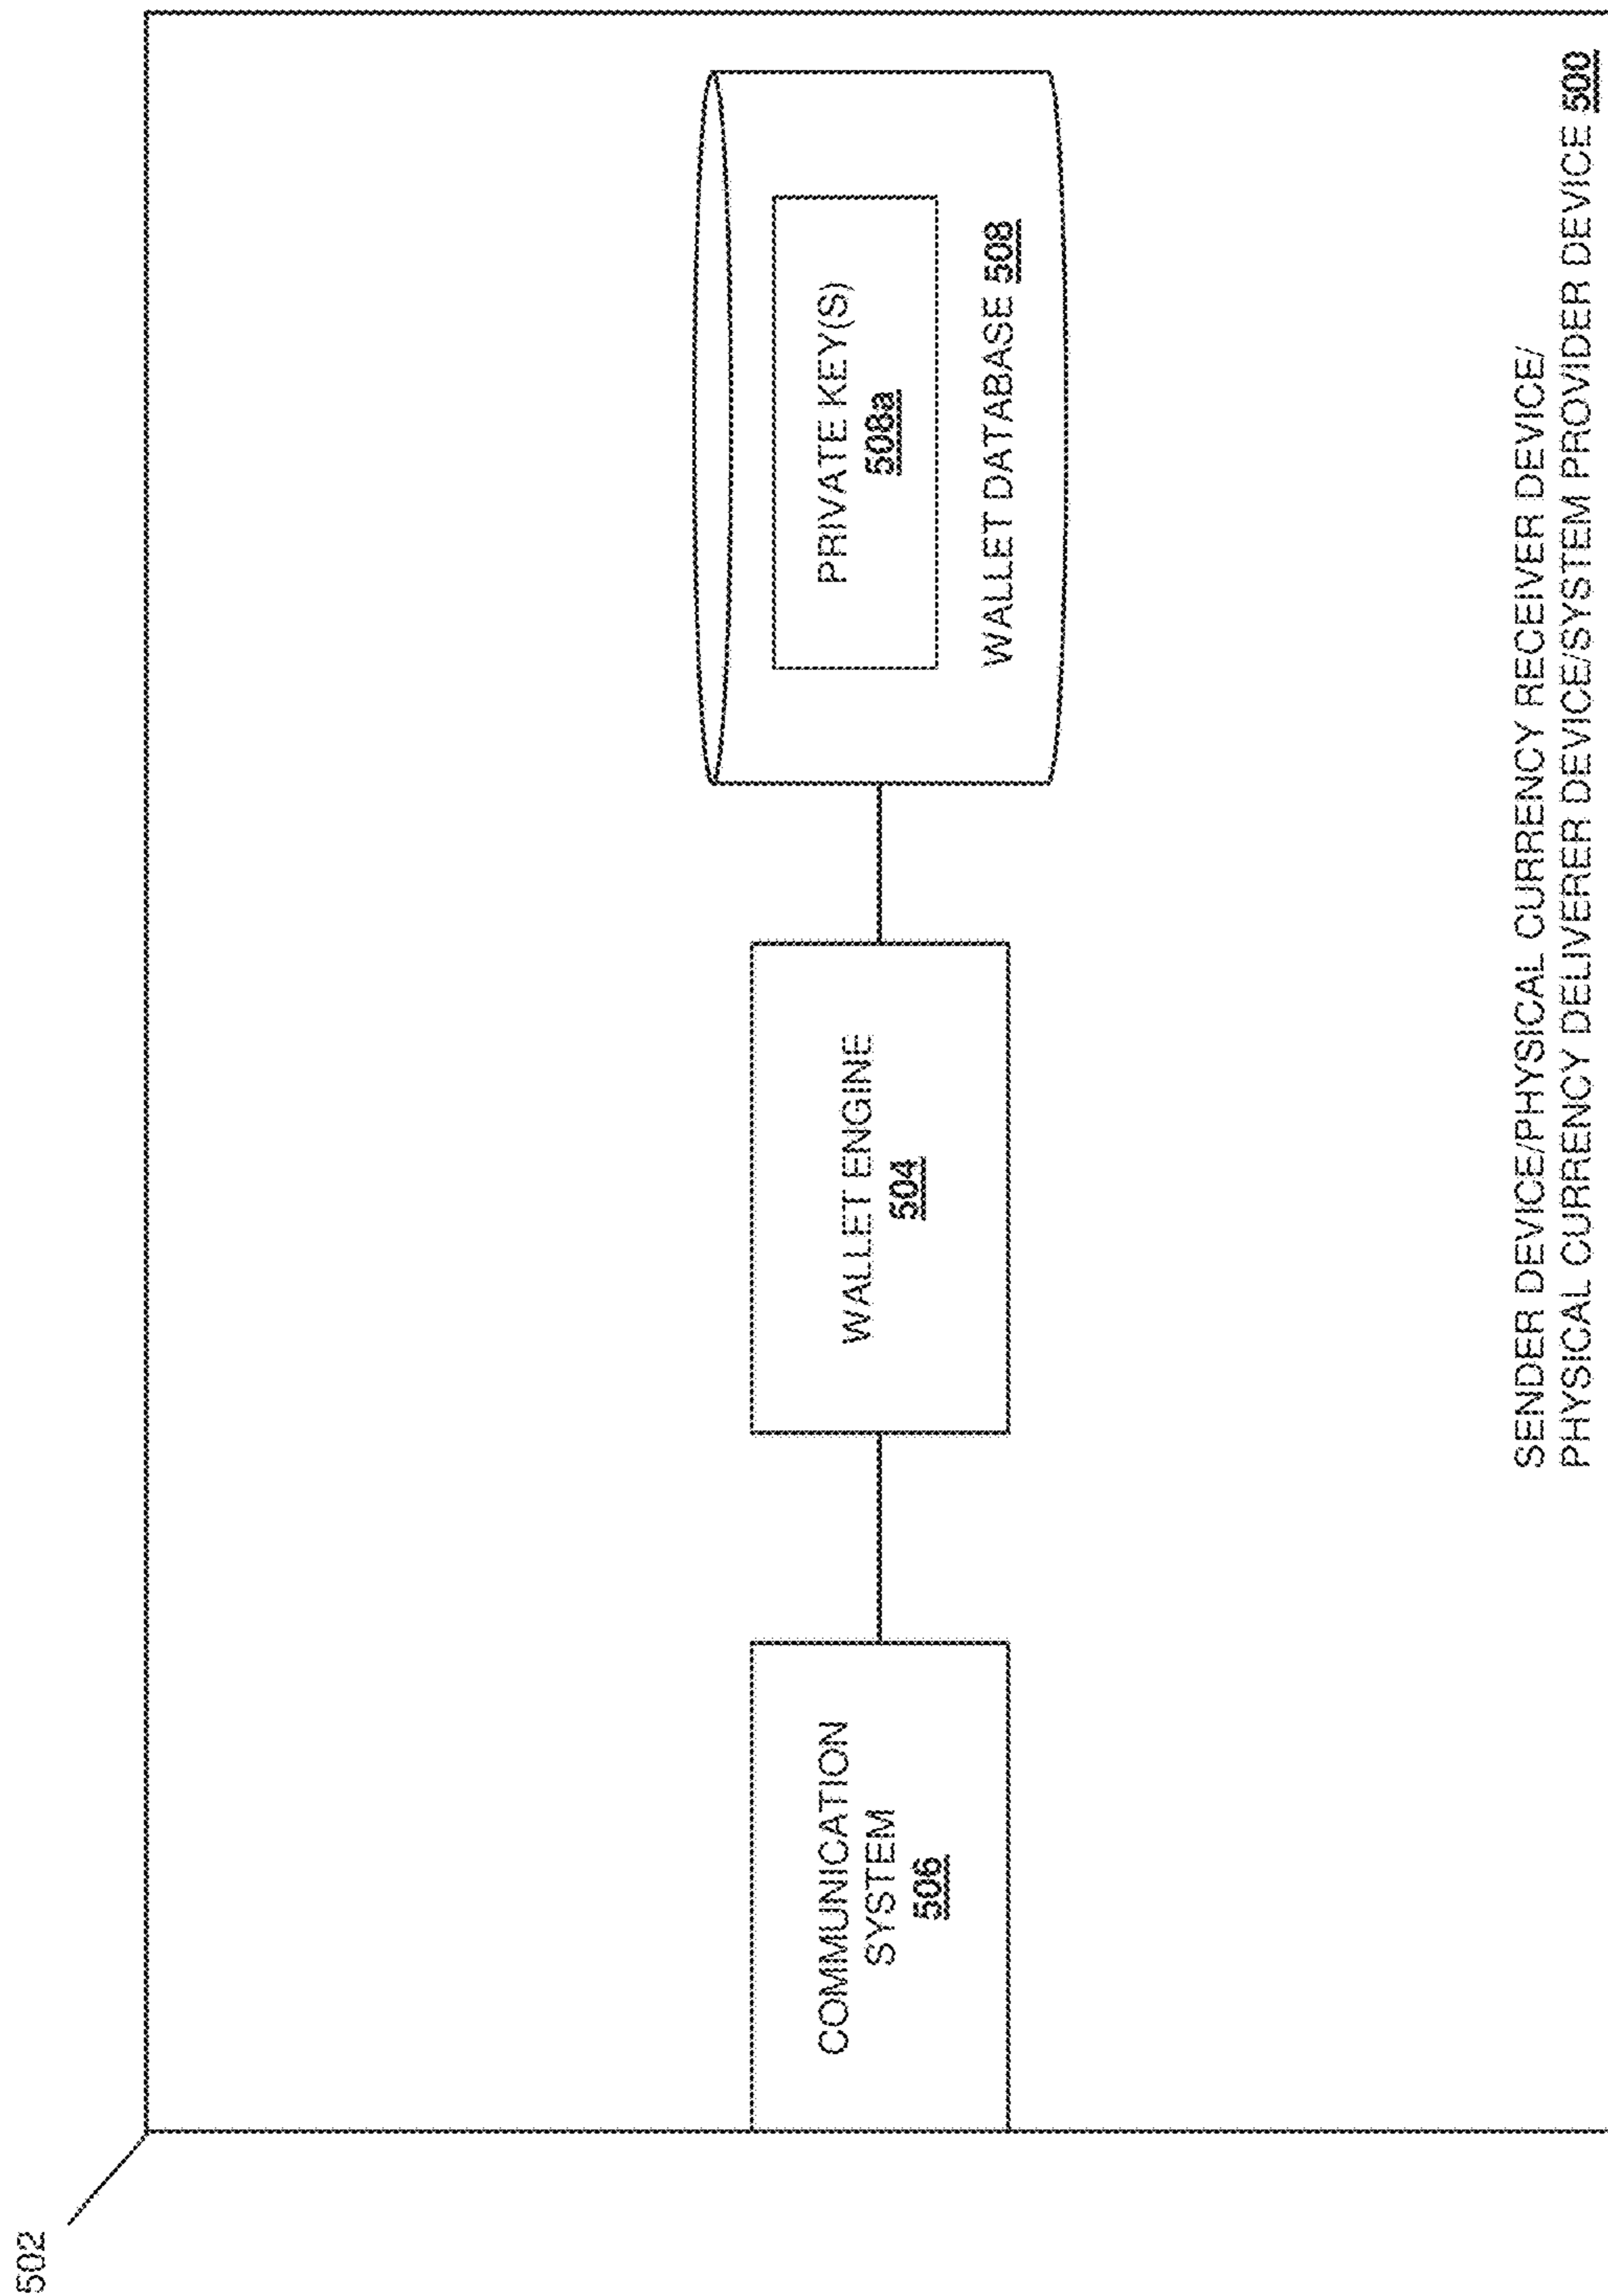 502
COMMUNICATION
SYSTEM
506
WALLET ENGINE
504
PRIVATE KEY(S)
508a
WALLET DATABASE 508
SENDER DEVICE/PHYSICAL CURRENCY RECEIVER DEVICE/
PHYSICAL CURRENCY DELIVERER DEVICE/SYSTEM PROVIDER DEVICE 500